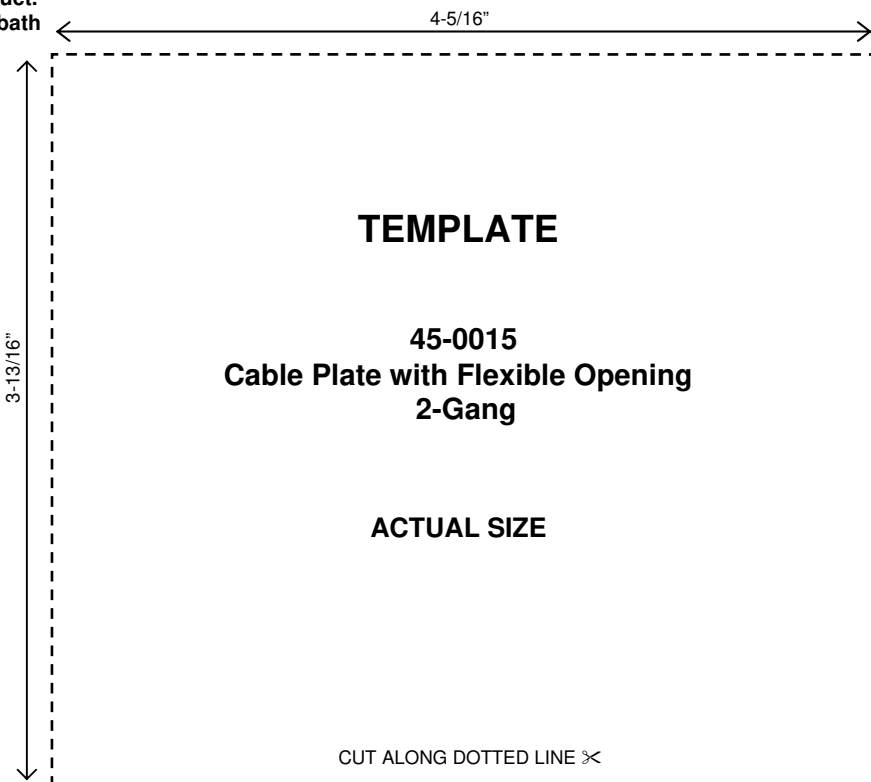 uct.
bath
4-5/16”
3-13/16”
TEMPLATE
45-0015
Cable Plate with Flexible Opening
2-Gang
ACTUAL SIZE
CUT ALONG DOTTED LINE ✂